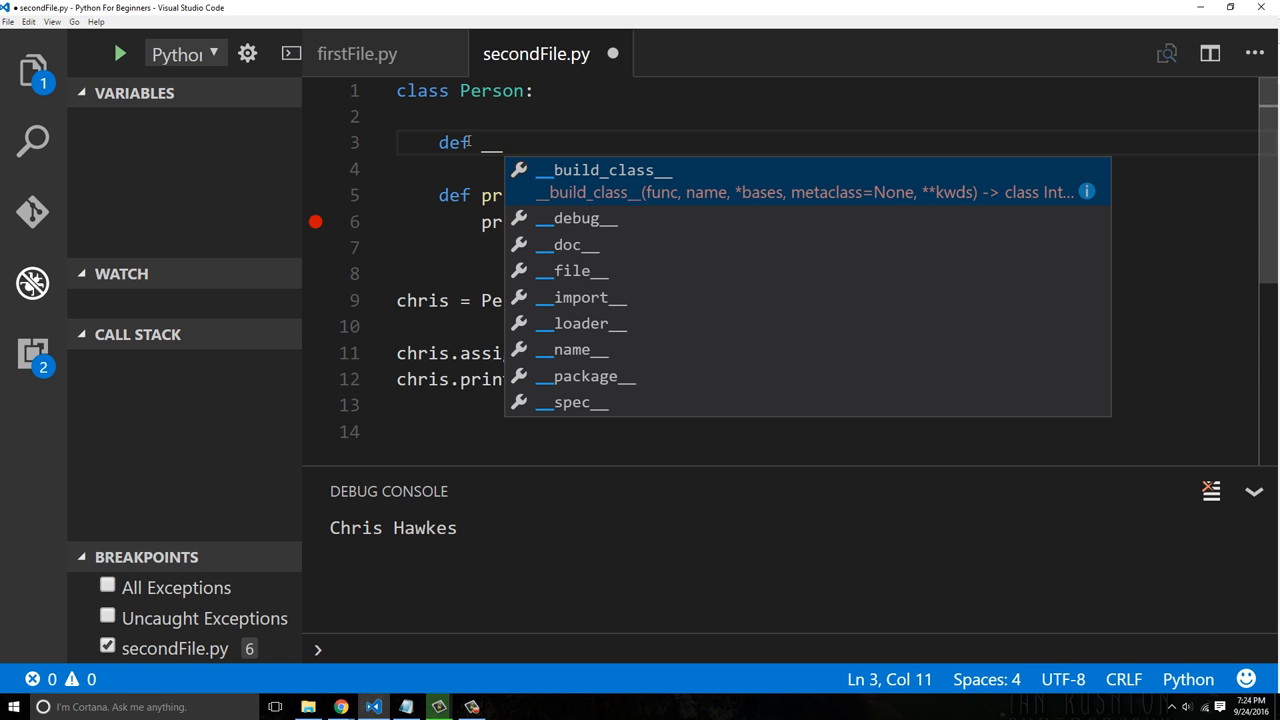 ● secondFile.py - Python For Beginners - Visual Studio Code
File Edit View Go Help
1
Python
firstFile.py
secondFile.py
VARIABLES
WATCH
CALL STACK
2
BREAKPOINTS
All Exceptions
Uncaught Exceptions
secondFile.py 6
1 class Person:
2
3 def __
4
5 def pr
6 pr
7
8
9 chris = Pe
10
11 chris.assi
12 chris.print
13
14
__build_class__
__build_class__(func, name, *bases, metaclass=None, **kwds) -> class Int...
__debug__
__doc__
__file__
__import__
__loader__
__name__
__package__
__spec__
DEBUG CONSOLE
Chris Hawkes
0 0
Ln 3, Col 11 Spaces: 4 UTF-8 CRLF Python
I'm Cortana. Ask me anything.
7:24 PM
9/24/2016